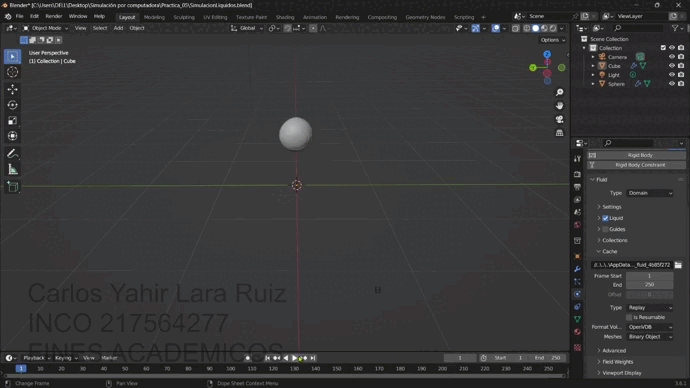 Blender* [C:\Users\DELL\Desktop\Simulación por computadora\Practica_05\SimulacionLiquidos.blend]
File Edit Render Window Help Layout Modeling Sculpting UV Editing Texture Paint Shading Animation Rendering Compositing Geometry Nodes Scripting Scene ViewLayer
Object Mode View Select Add Object Global
Options
User Perspective
(1) Collection | Cube
Scene Collection
Collection
Camera
Cube
Light
Sphere
Rigid Body
Rigid Body Constraint
Fluid
Type Domain
Settings
Liquid
Guides
Collections
Cache
Frame Start 1
End 250
Offset 0
Type Replay
Is Resumable
Format Vol... OpenVDB
Meshes Binary Object
Advanced
Field Weights
Viewport Display
Carlos Yahir Lara Ruiz
INCO 217564277
FINES ACADEMICOS
Playback Keying View Marker 1 Start 1 End 250
1 10 20 30 40 50 60 70 80 90 100 110 120 130 140 150 160 170 180 190 200 210 220 230 240 250
Change Frame Pan View Dope Sheet Context Menu 3.6.1